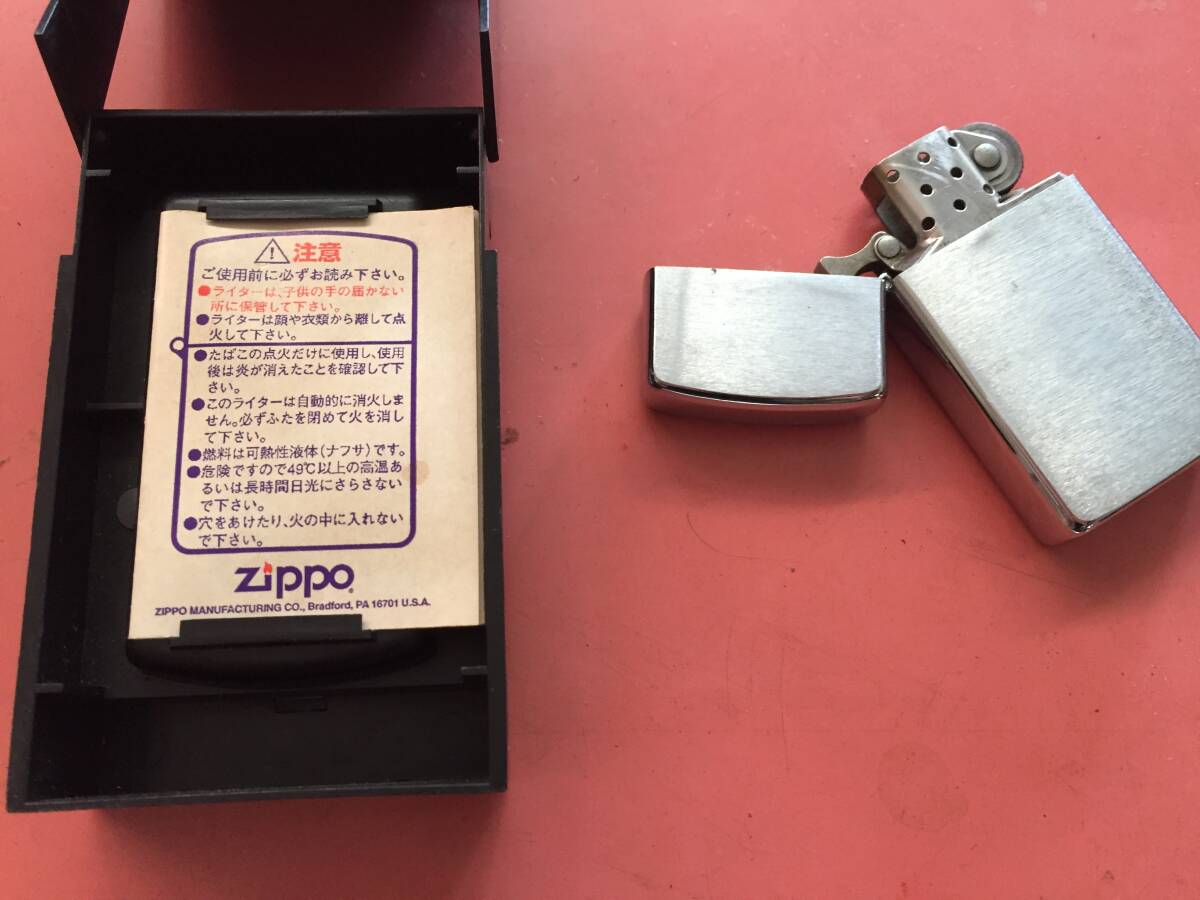 注意
ご使用前に必ずお読み下さい。
●ライターは、子供の手の届かない
所に保管して下さい。
●ライターは顔や衣類から離して点
火して下さい。
●たばこの点火だけに使用し、使用
後は炎が消えたことを確認して下
さい。
●このライターは自動的に消火しま
せん。必ずふたを閉めて火を消し
て下さい。
●燃料は可熱性液体(ナフサ)です。
●危険ですので49℃以上の高温あ
るいは長時間日光にさらさない
で下さい。
●穴をあけたり、火の中に入れない
で下さい。
zippo
ZIPPO MANUFACTURING CO., Bradford, PA 16701 U.S.A.